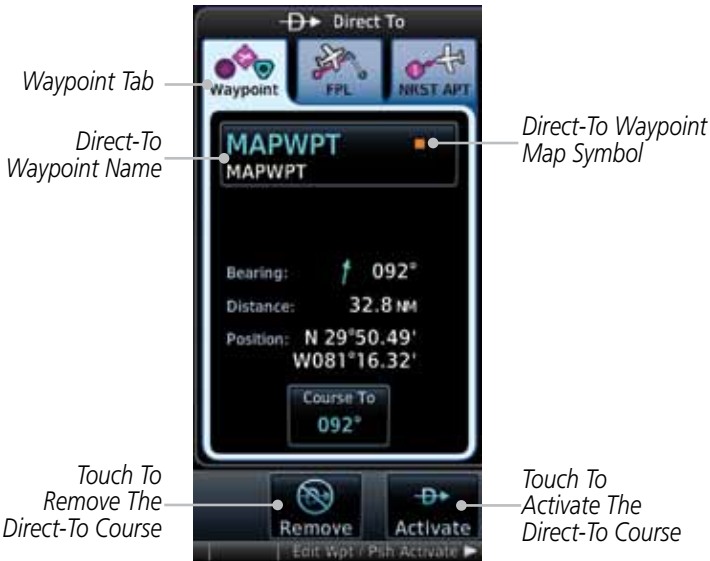 Direct To
Waypoint
FPL
NRST APT
Waypoint Tab
Direct-To
Waypoint Name
MAPWPT
MAPWPT
Direct-To Waypoint
Map Symbol
Bearing: 092°
Distance: 32.8 NM
Position: N 29°50.49'
W081°16.32'
Course To
092°
Touch To
Remove The
Direct-To Course
Remove
Activate
Touch To
Activate The
Direct-To Course
Edit Wpt / Psh Activate